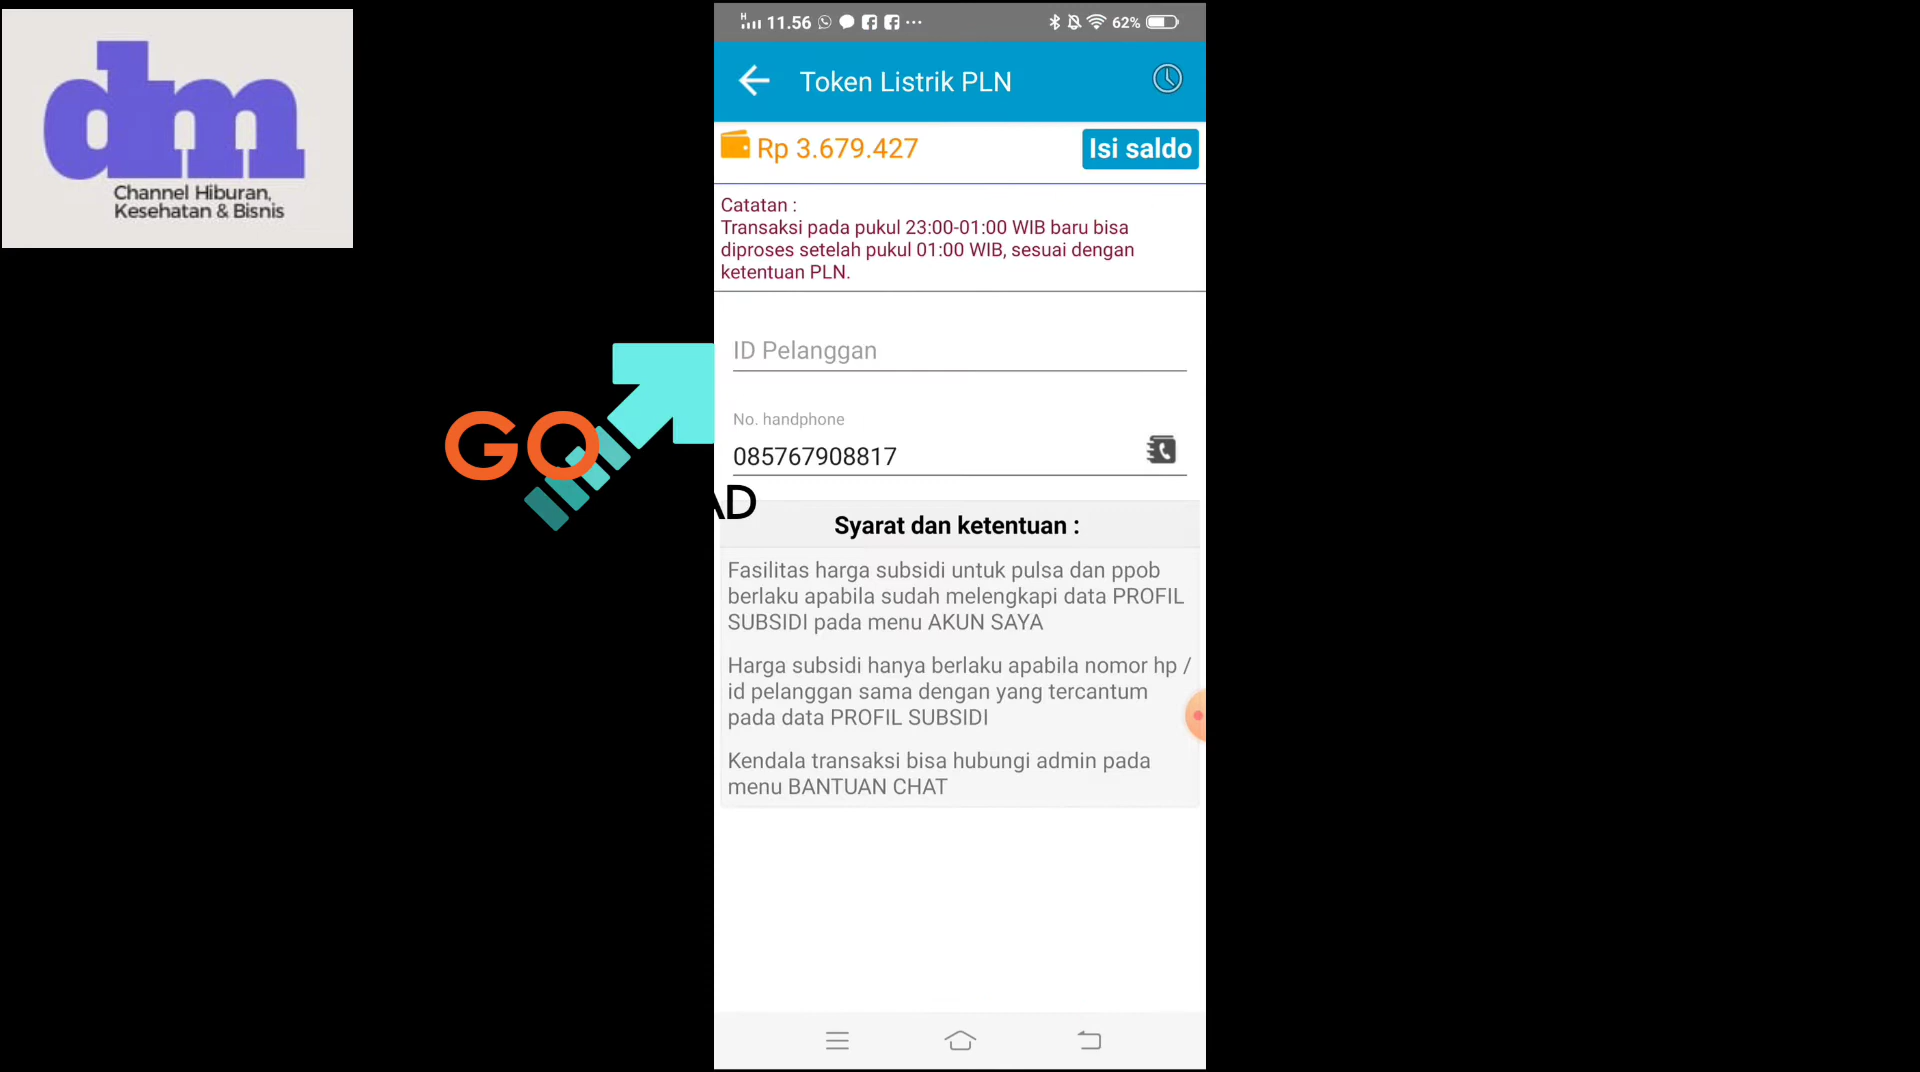 dm
Channel Hiburan,
Kesehatan & Bisnis
H 11.56 62%
Token Listrik PLN
Rp 3.679.427
Isi saldo
Catatan :
Transaksi pada pukul 23:00-01:00 WIB baru bisa
diproses setelah pukul 01:00 WIB, sesuai dengan
ketentuan PLN.
ID Pelanggan
No. handphone
085767908817
GO
AD
Syarat dan ketentuan :
Fasilitas harga subsidi untuk pulsa dan ppob
berlaku apabila sudah melengkapi data PROFIL
SUBSIDI pada menu AKUN SAYA
Harga subsidi hanya berlaku apabila nomor hp /
id pelanggan sama dengan yang tercantum
pada data PROFIL SUBSIDI
Kendala transaksi bisa hubungi admin pada
menu BANTUAN CHAT